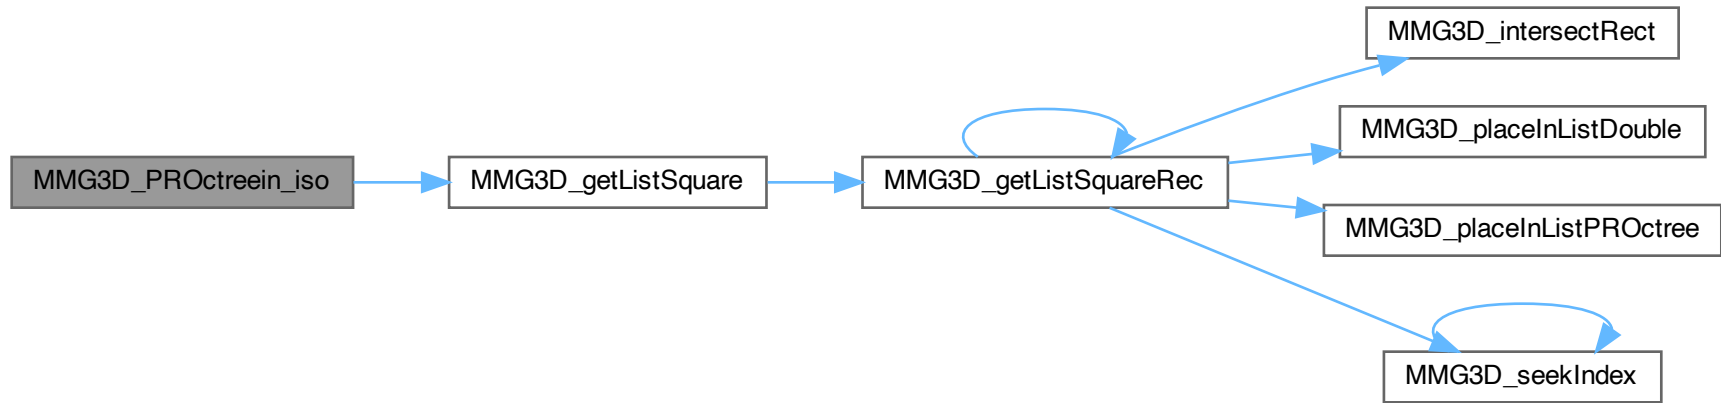 MMG3D_PROctreein_iso
MMG3D_getListSquare
MMG3D_getListSquareRec
MMG3D_intersectRect
MMG3D_placeInListDouble
MMG3D_placeInListPROctree
MMG3D_seekIndex